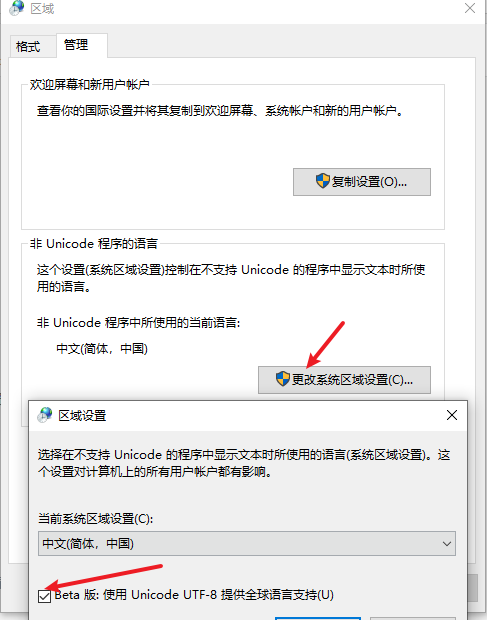 区域
格式
管理
欢迎屏幕和新用户帐户
查看你的国际设置并将其复制到欢迎屏幕、系统帐户和新的用户帐户。
复制设置(O)...
非 Unicode 程序的语言
这个设置(系统区域设置)控制在不支持 Unicode 的程序中显示文本时所使
用的语言。
非 Unicode 程序中所使用的当前语言:
中文(简体，中国)
更改系统区域设置(C)...
区域设置
选择在不支持 Unicode 的程序中显示文本时所使用的语言(系统区域设置)。这
个设置对计算机上的所有用户帐户都有影响。
当前系统区域设置(C):
中文(简体，中国)
Beta 版: 使用 Unicode UTF-8 提供全球语言支持(U)